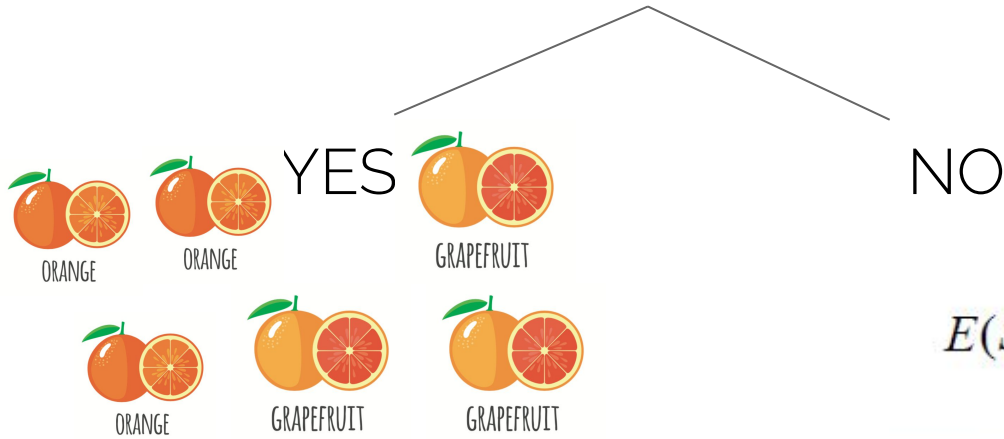 YES
NO
ORANGE
ORANGE
GRAPEFRUIT
E(
ORANGE
GRAPEFRUIT
GRAPEFRUIT